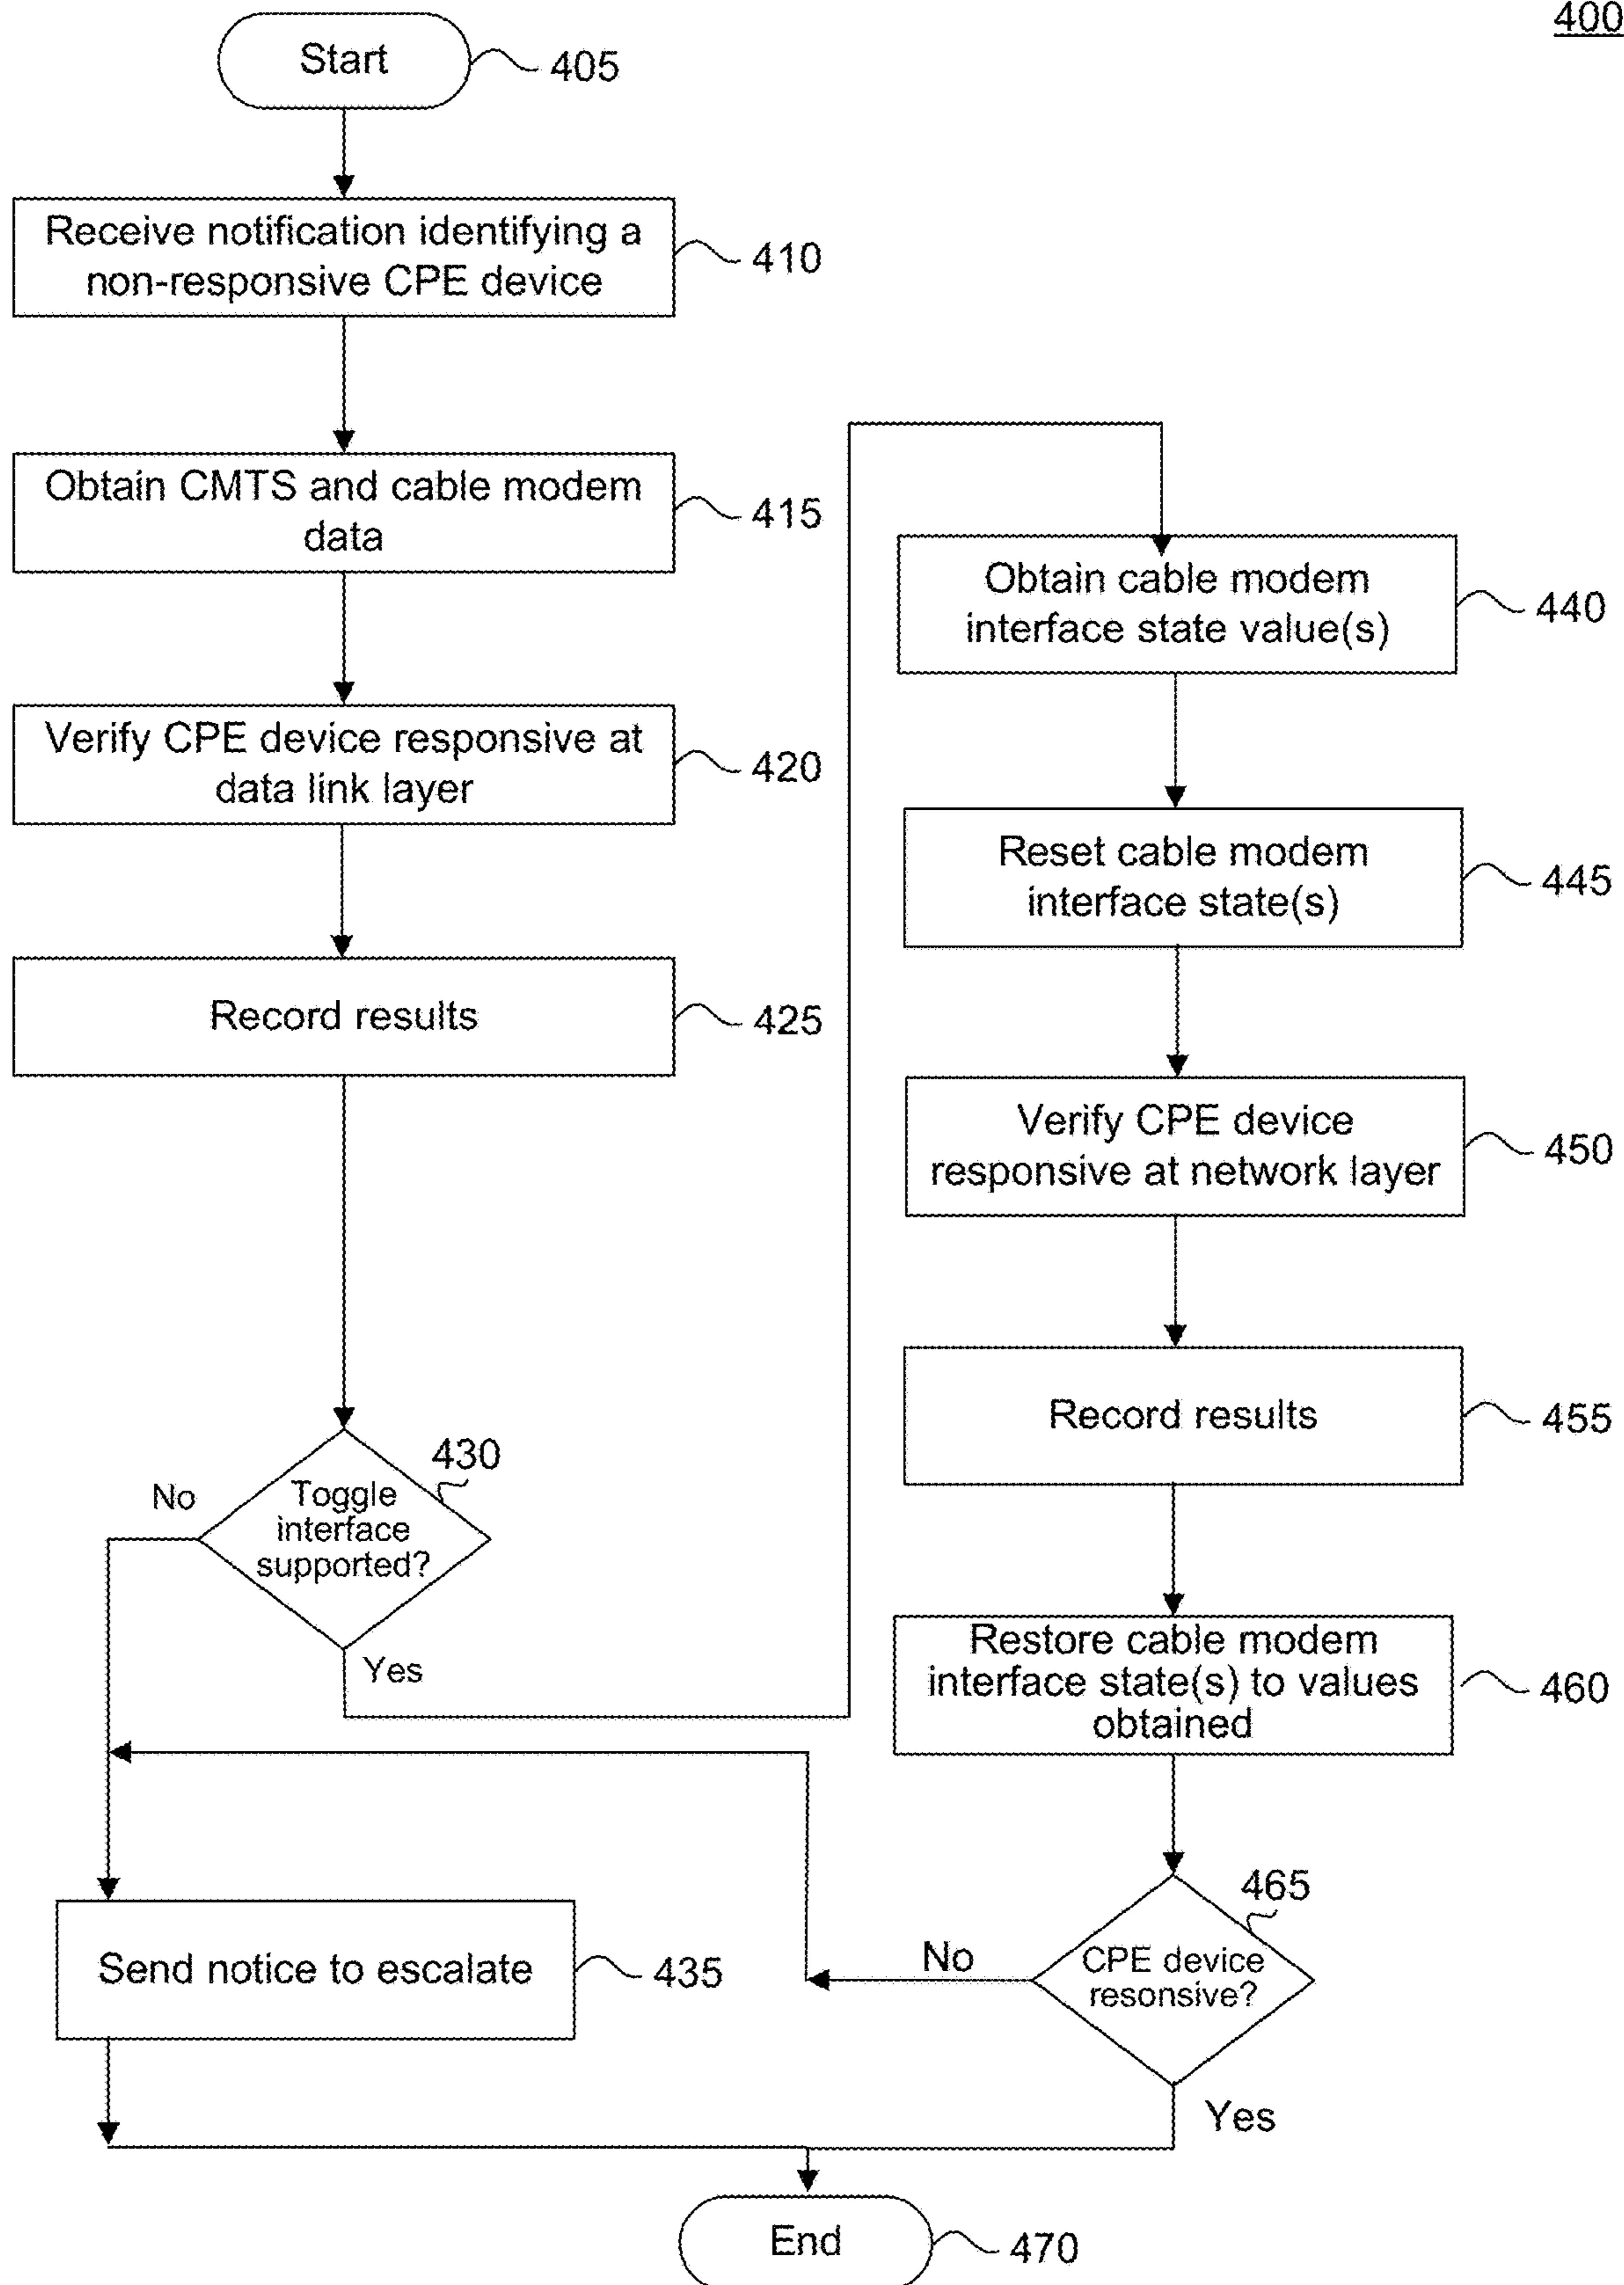 400
Start
405
Receive notification identifying a
non-responsive CPE device
410
Obtain CMTS and cable modem
data
415
Verify CPE device responsive at
data link layer
420
Record results
425
430
No
Toggle
interface
supported?
Yes
Send notice to escalate
435
Obtain cable modem
interface state value(s)
440
Reset cable modem
interface state(s)
445
Verify CPE device
responsive at network layer
450
Record results
455
Restore cable modem
interface state(s) to values
obtained
460
465
No
CPE device
resonsive?
Yes
End
470